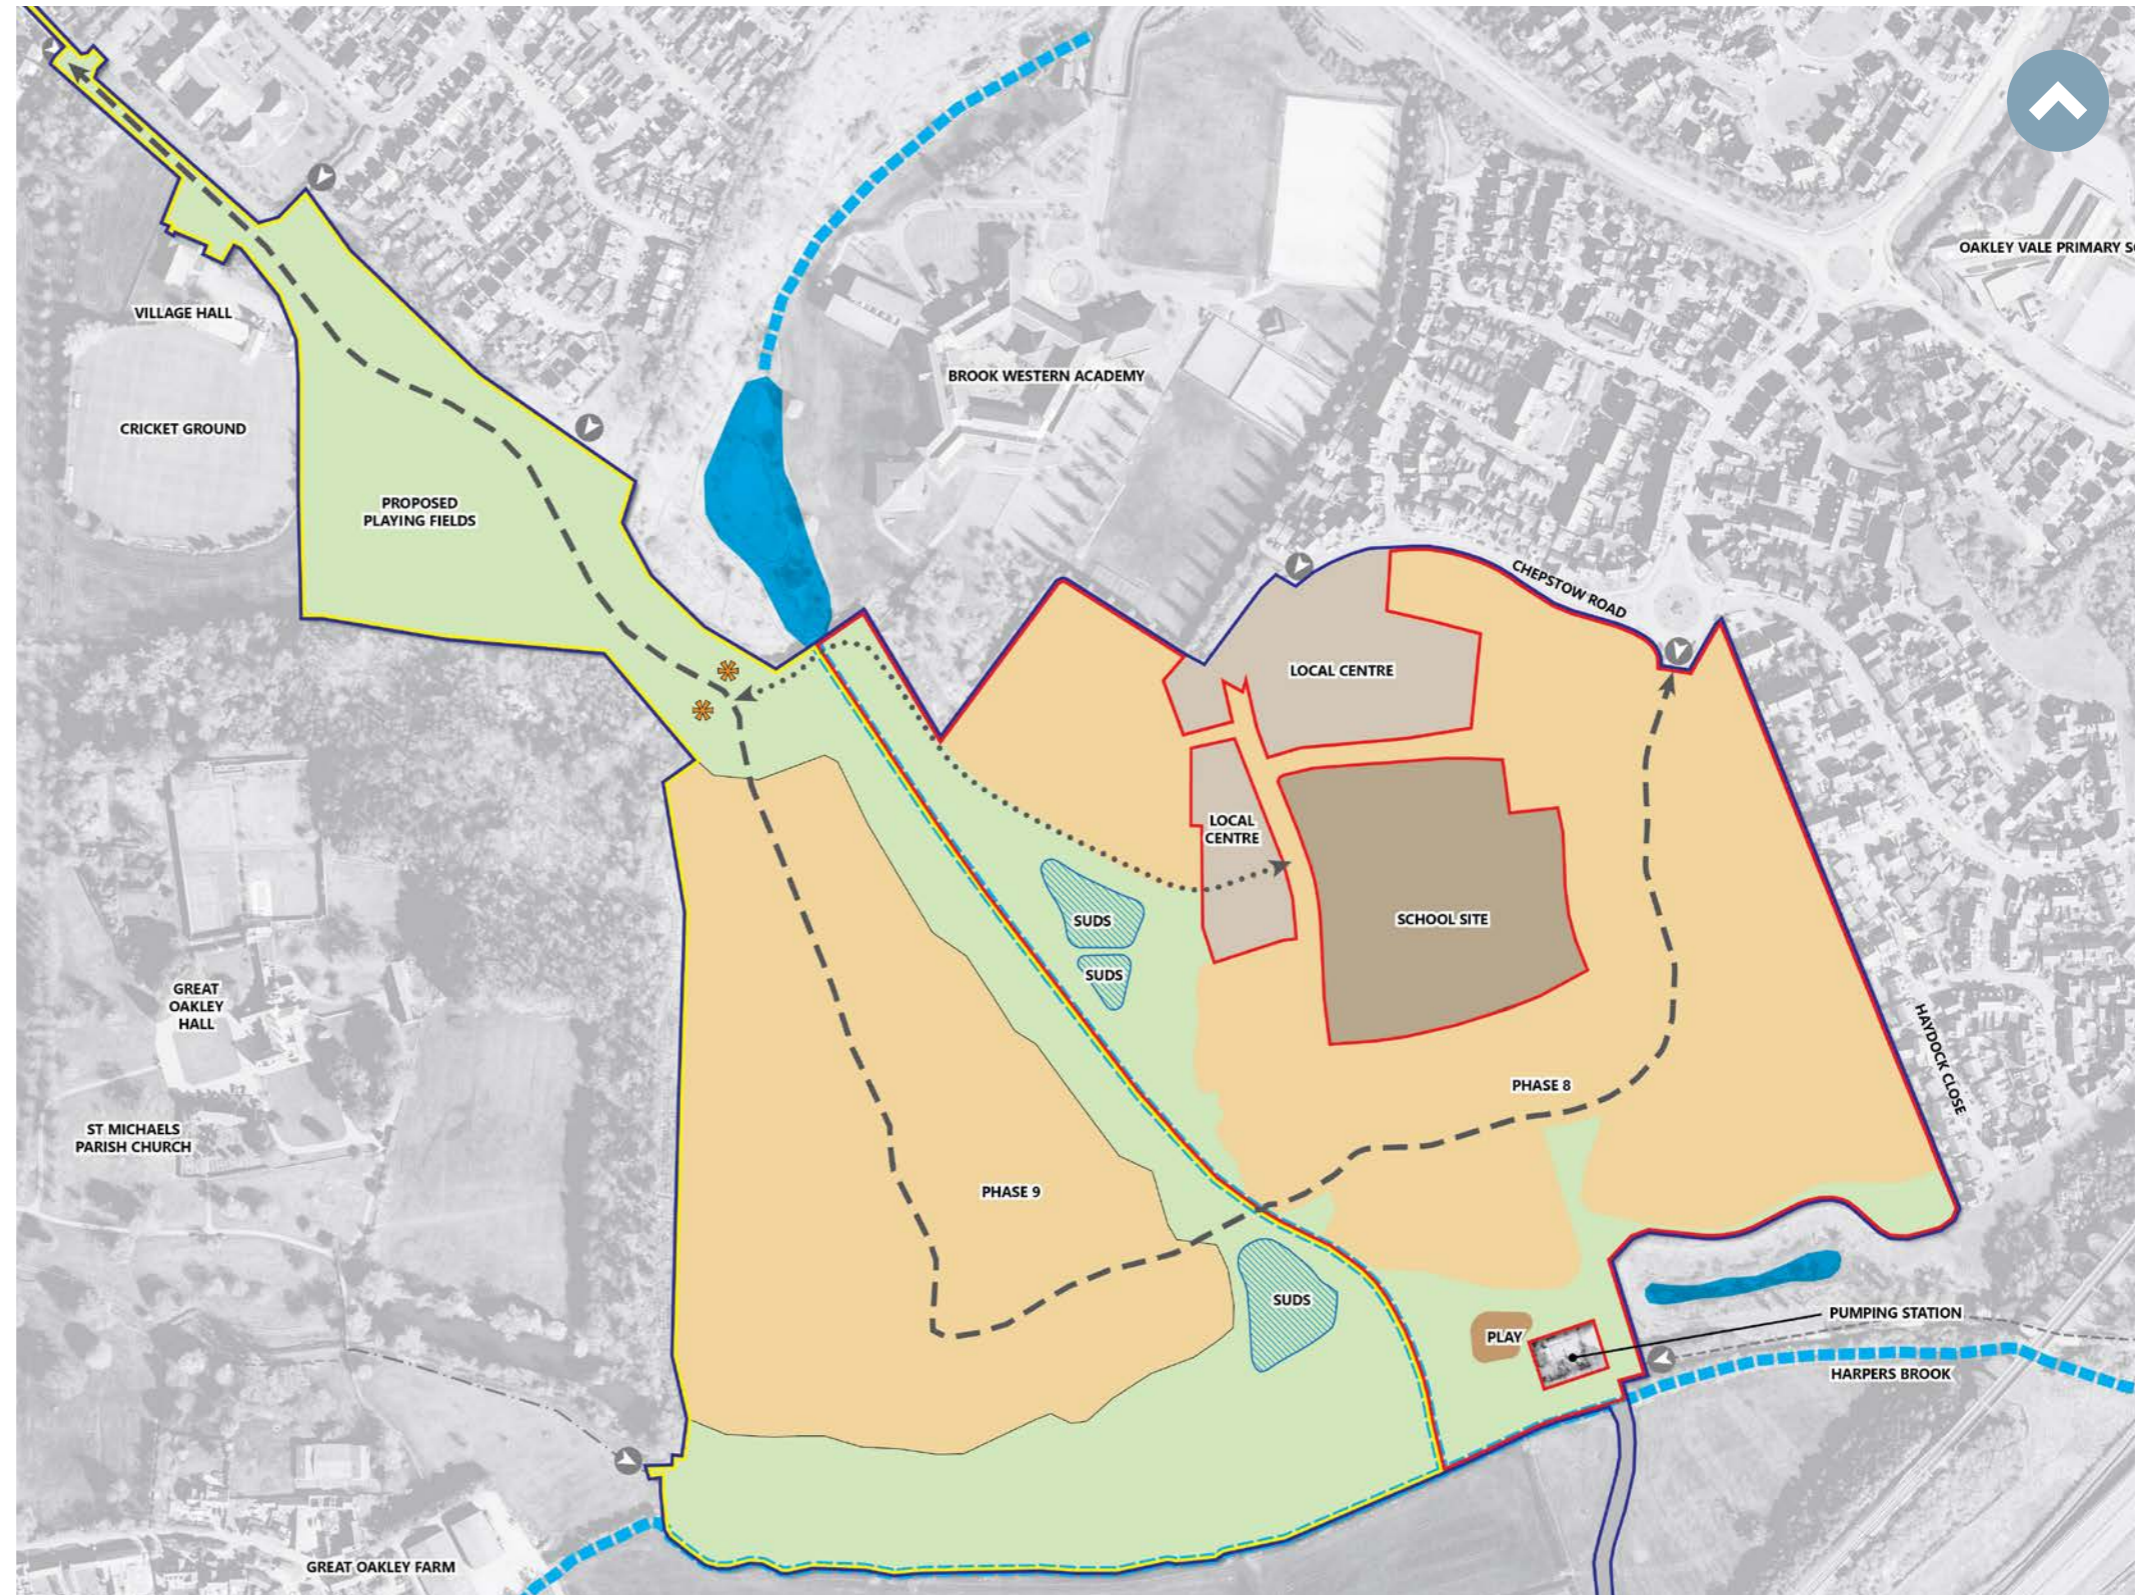 OAKLEY VALE PRIMARY S
VILLAGE HALL
BROOK WESTERN ACADEMY
CRICKET GROUND
PROPOSED
PLAYING FIELDS
CHEPSTOW ROAD
LOCAL CENTRE
LOCAL
CENTRE
SUDS
SCHOOL SITE
SUDS
GREAT
OAKLEY
HALL
HAYDOCK CLOSE
PHASE 8
ST MICHAELS
PARISH CHURCH
PHASE 9
SUDS
PUMPING STATION
PLAY
HARPERS BROOK
GREAT OAKLEY FARM